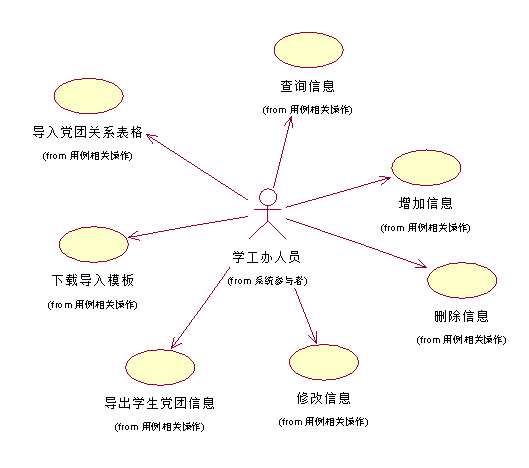 查询信息
(from 用例相关操作)
导入党团关系表格
(from 用例相关操作)
增加信息
(from 用例相关操作)
学工办人员
(from 系统参与者)
下载导入模板
(from 用例相关操作)
删除信息
(from 用例相关操作)
导出学生党团信息
(from 用例相关操作)
修改信息
(from 用例相关操作)